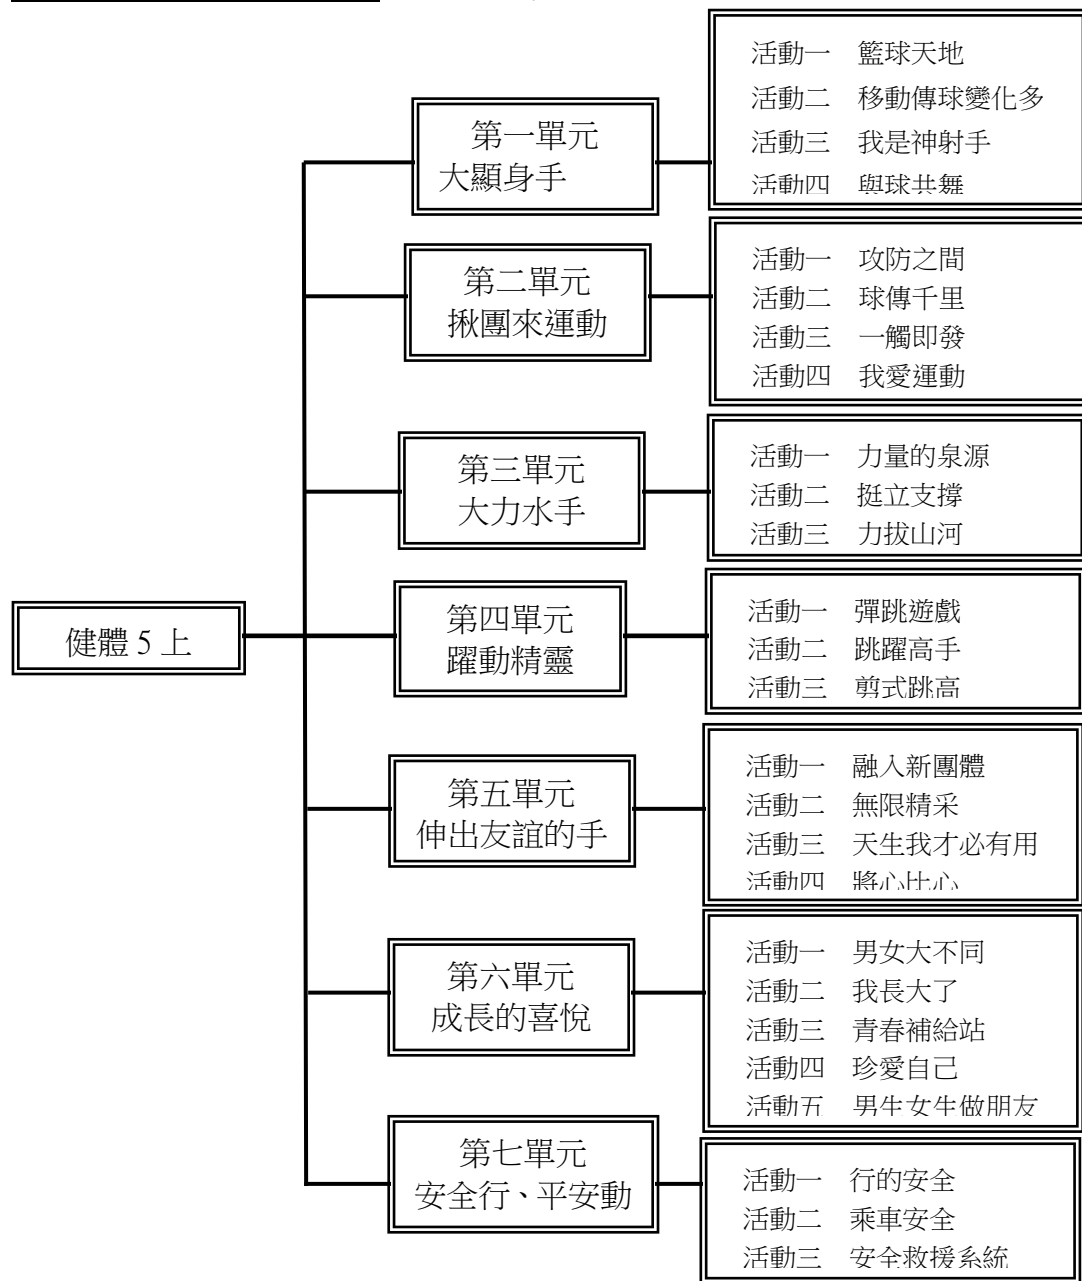 健體 5 上
第一單元
大顯身手
活動一　籃球天地
活動二　移動傳球變化多
活動三　我是神射手
活動四　與球共舞
第二單元
揪團來運動
活動一　攻防之間
活動二　球傳千里
活動三　一觸即發
活動四　我愛運動
第三單元
大力水手
活動一　力量的泉源
活動二　挺立支撐
活動三　力拔山河
第四單元
躍動精靈
活動一　彈跳遊戲
活動二　跳躍高手
活動三　剪式跳高
第五單元
伸出友誼的手
活動一　融入新團體
活動二　無限精采
活動三　天生我才必有用
活動四　將心比心
第六單元
成長的喜悅
活動一　男女大不同
活動二　我長大了
活動三　青春補給站
活動四　珍愛自己
活動五　男生女生做朋友
第七單元
安全行、平安動
活動一　行的安全
活動二　乘車安全
活動三　安全救援系統